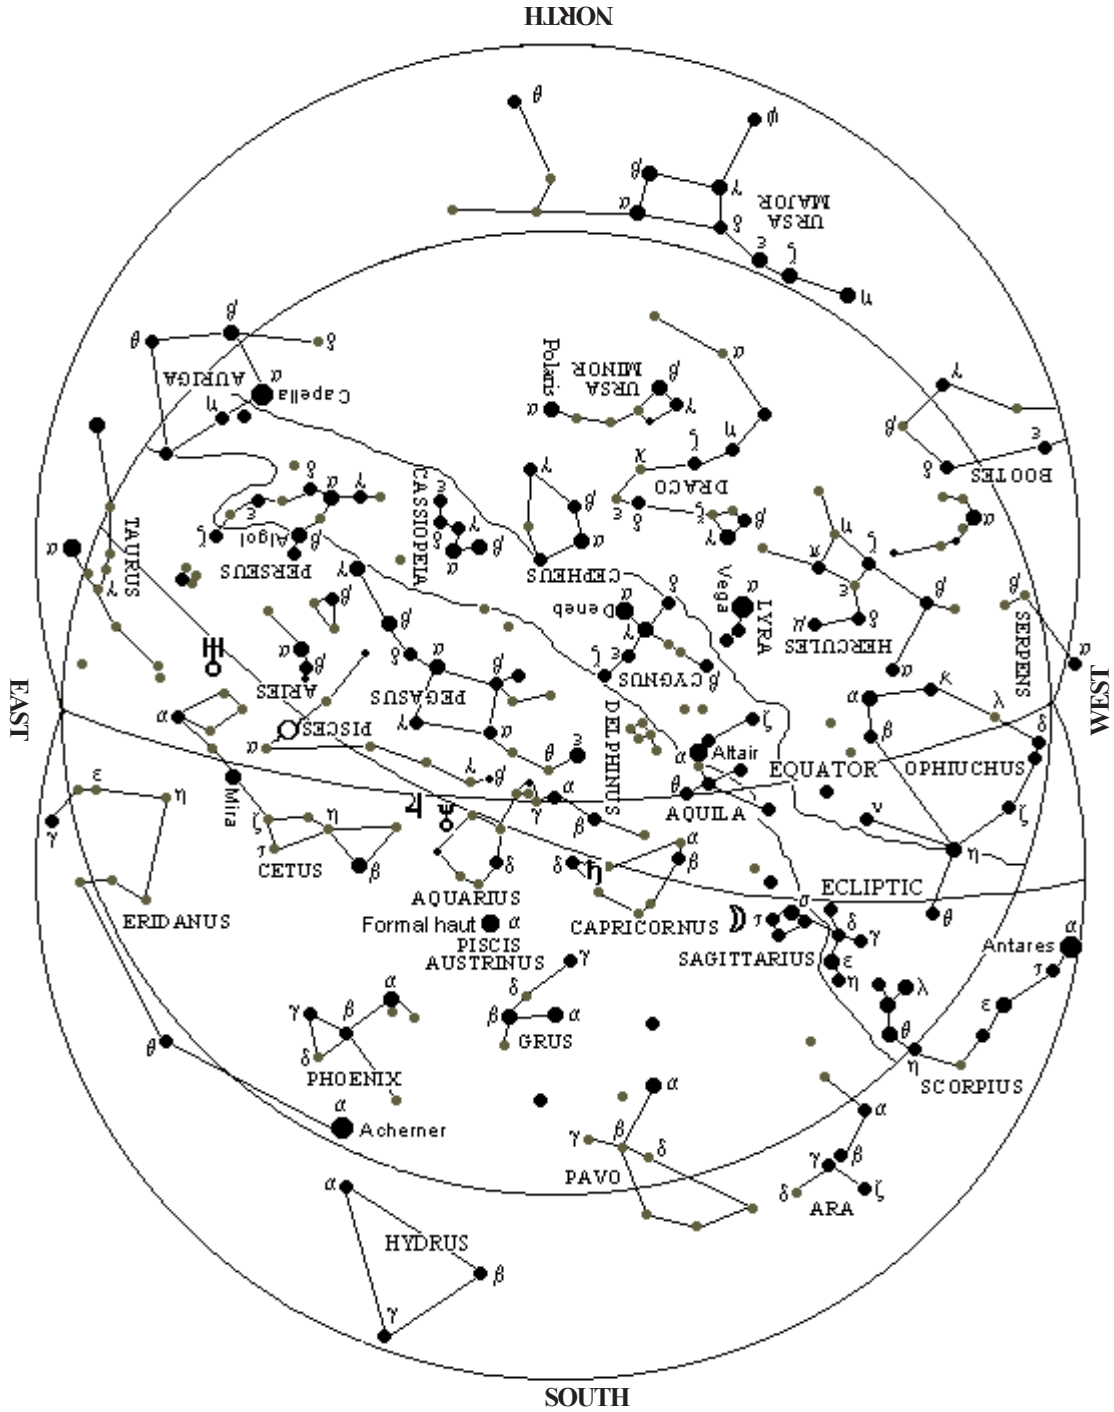 NORTH
θ
φ
β
γ
α
δ
URSA
MAJOR
ε
ζ
η
θ
β
δ
AURIGA
α
Capella
η
Polaris
α
URSA
MINOR
β
γ
α
η
ζ
κ
DRACO
ε
δ
γ
β
ε
δ
BOOTES
α
TAURUS
γ
α
δ
α
γ
ε
ζ
Algol
β
PERSEUS
CASSIOPEIA
ε
γ
δ
α
β
γ
β
α
CEPHEUS
ζ
β
γ
α
Vega
LYRA
η
ζ
π
ε
β
δ
μ
HERCULES
α
α
β
SERPENS
α
γ
β
δ
α
β
PEGASUS
γ
α
ε
β
α
β
ARIES
α
Deneb
δ
γ
ε
ζ
β
CYGNUS
DELPHINUS
EAST
WEST
α
PISCES
α
γ
β
Mira
ζ
α
Altair
θ
AQUILA
α
κ
λ
β
δ
EQUATOR
OPHIUCHUS
ν
ζ
η
θ
ε
η
γ
ERIDANUS
ζ
η
τ
CETUS
β
γ
α
β
δ
AQUARIUS
Formal haut
α
PISCIS
AUSTRINUS
δ
α
β
CAPRICORNUS
ECLIPTIC
σ
τ
δ
γ
SAGITTARIUS
ε
η
α
Antares
τ
ε
λ
θ
η
SCORPIUS
γ
δ
β
α
GRUS
α
γ
β
δ
PHOENIX
θ
α
Acherner
α
β
γ
δ
PAVO
α
β
γ
δ
ζ
ARA
α
HYDRUS
β
γ
SOUTH